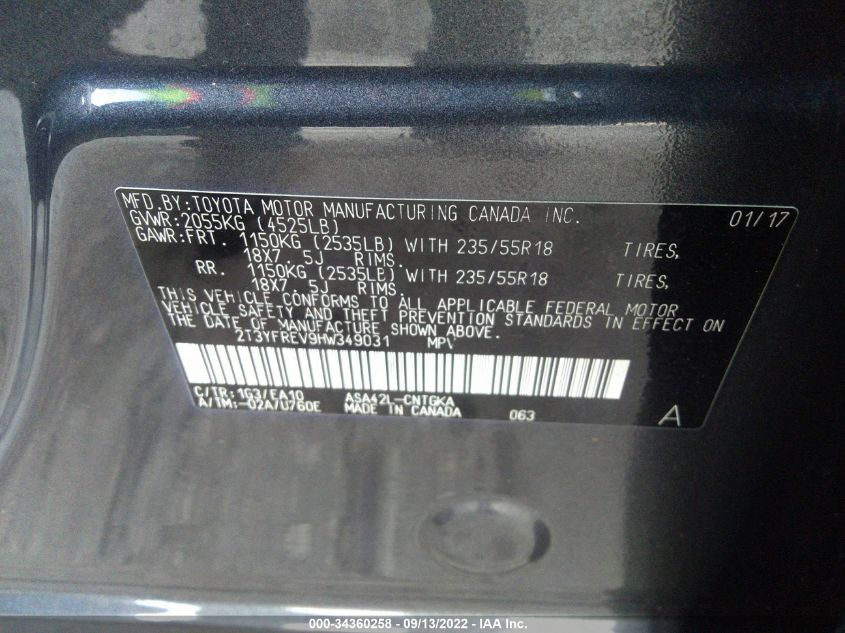 MFD.BY:TOYOTA MOTOR MANUFACTURING CANADA INC. 01/17
GVWR:2055KG (4525LB)
GAWR:FRT. 1150KG (2535LB) WITH 235/55R18 TIRES,
18X7.5J RIMS.
RR. 1150KG (2535LB) WITH 235/55R18 TIRES,
18X7.5J RIMS.
THIS VEHICLE CONFORMS TO ALL APPLICABLE FEDERAL MOTOR
VEHICLE SAFETY AND THEFT PREVENTION STANDARDS IN EFFECT ON
THE DATE OF MANUFACTURE SHOWN ABOVE.
2T3YFREV9HW349031 MPV
C/TR:1G3/EA10 ASA42L-CNTGKA
A/TM:-02A/U760E MADE IN CANADA 063 A
000-34360258 - 09/13/2022 - IAA Inc.